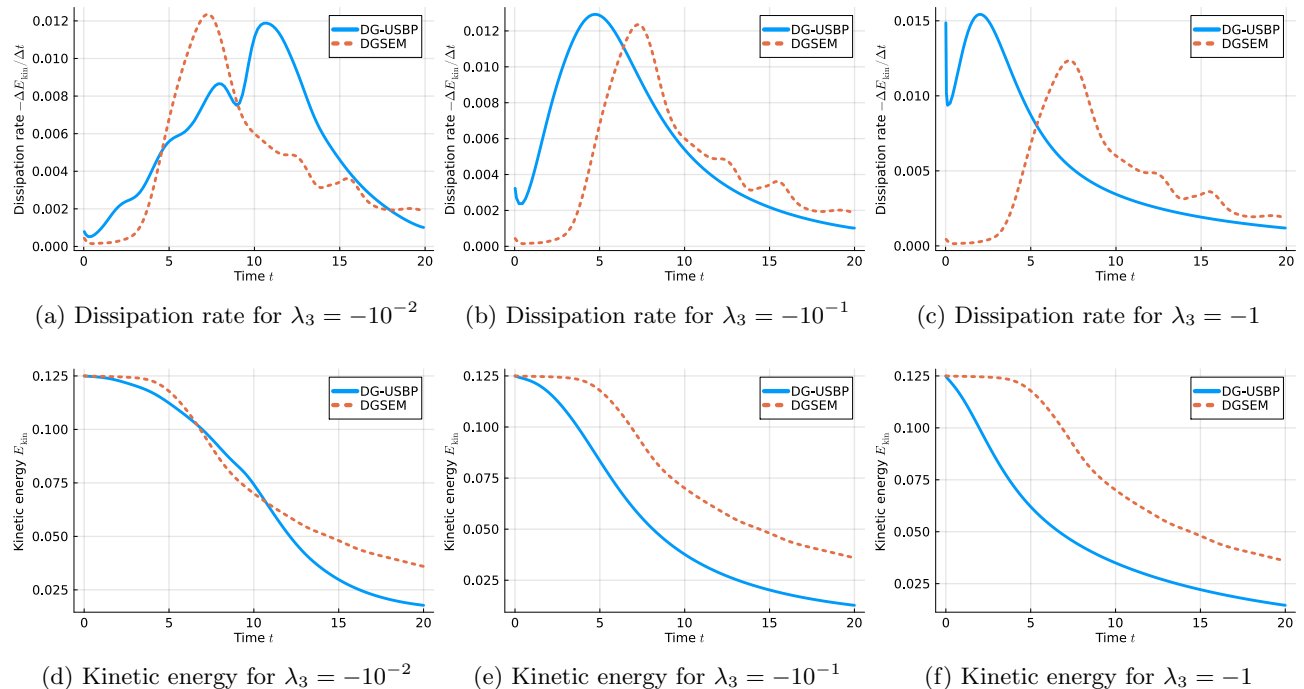 Dissipation rate −ΔE_kin/Δt
0.012
0.010
0.008
0.006
0.004
0.002
0.000
DG-USBP
DGSEM
0 5 10 15 20
Time t
(a) Dissipation rate for λ₃ = −10⁻²
Dissipation rate −ΔE_kin/Δt
0.012
0.010
0.008
0.006
0.004
0.002
0.000
DG-USBP
DGSEM
0 5 10 15 20
Time t
(b) Dissipation rate for λ₃ = −10⁻¹
Dissipation rate −ΔE_kin/Δt
0.015
0.010
0.005
0.000
DG-USBP
DGSEM
0 5 10 15 20
Time t
(c) Dissipation rate for λ₃ = −1
Kinetic energy E_kin
0.125
0.100
0.075
0.050
0.025
DG-USBP
DGSEM
0 5 10 15 20
Time t
(d) Kinetic energy for λ₃ = −10⁻²
Kinetic energy E_kin
0.125
0.100
0.075
0.050
0.025
DG-USBP
DGSEM
0 5 10 15 20
Time t
(e) Kinetic energy for λ₃ = −10⁻¹
Kinetic energy E_kin
0.125
0.100
0.075
0.050
0.025
DG-USBP
DGSEM
0 5 10 15 20
Time t
(f) Kinetic energy for λ₃ = −1